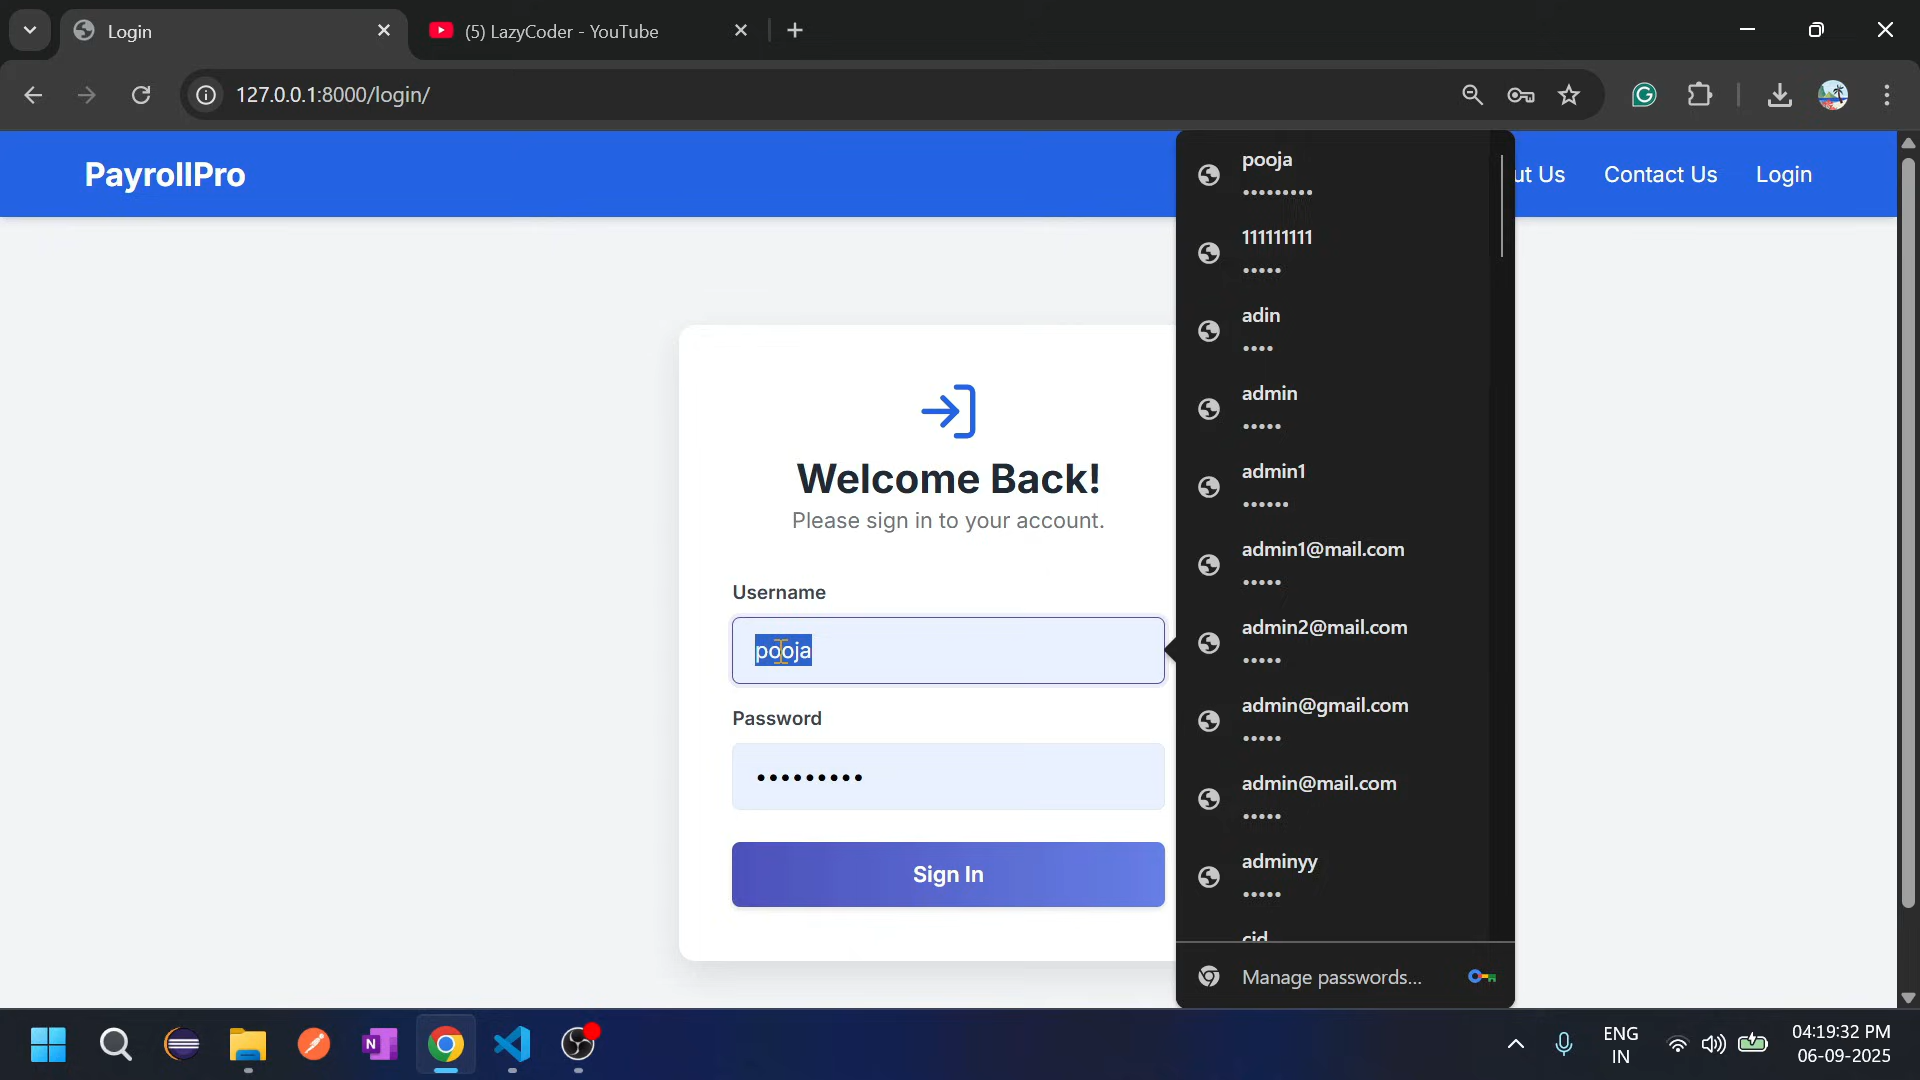 Login
(5) LazyCoder - YouTube
127.0.0.1:8000/login/
PayrollPro
ut Us
Contact Us
Login
Welcome Back!
Please sign in to your account.
Username
pooja
Password
•••••••••
Sign In
pooja
•••••••••
111111111
•••••
adin
••••
admin
•••••
admin1
••••••
admin1@mail.com
•••••
admin2@mail.com
•••••
admin@gmail.com
•••••
admin@mail.com
•••••
adminyy
•••••
cid
Manage passwords...
ENG
IN
04:19:32 PM
06-09-2025